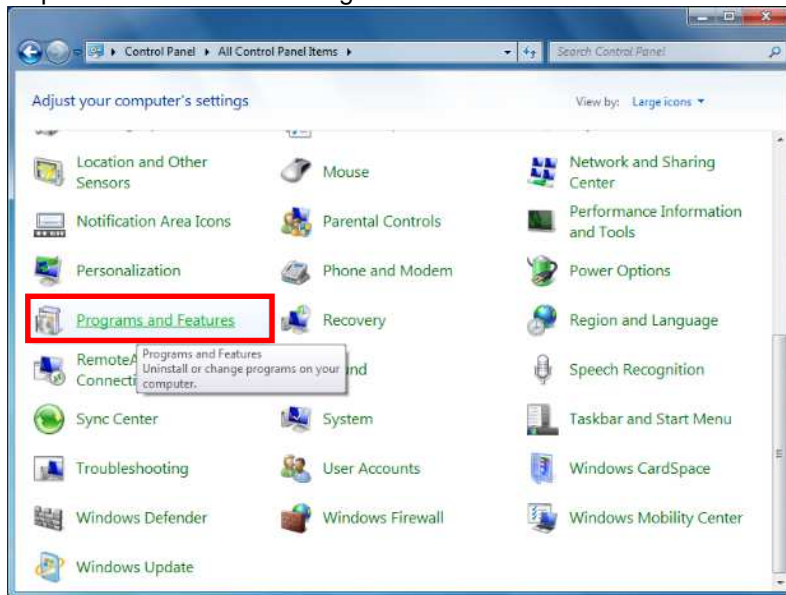 Control Panel ▸ All Control Panel Items ▸
Search Control Panel
Adjust your computer's settings
View by: Large icons
Location and Other
Sensors
Mouse
Network and Sharing
Center
Notification Area Icons
Parental Controls
Performance Information
and Tools
Personalization
Phone and Modem
Power Options
Programs and Features
Recovery
Region and Language
Programs and Features
Uninstall or change programs on your
computer.
Speech Recognition
Sync Center
System
Taskbar and Start Menu
Troubleshooting
User Accounts
Windows CardSpace
Windows Defender
Windows Firewall
Windows Mobility Center
Windows Update